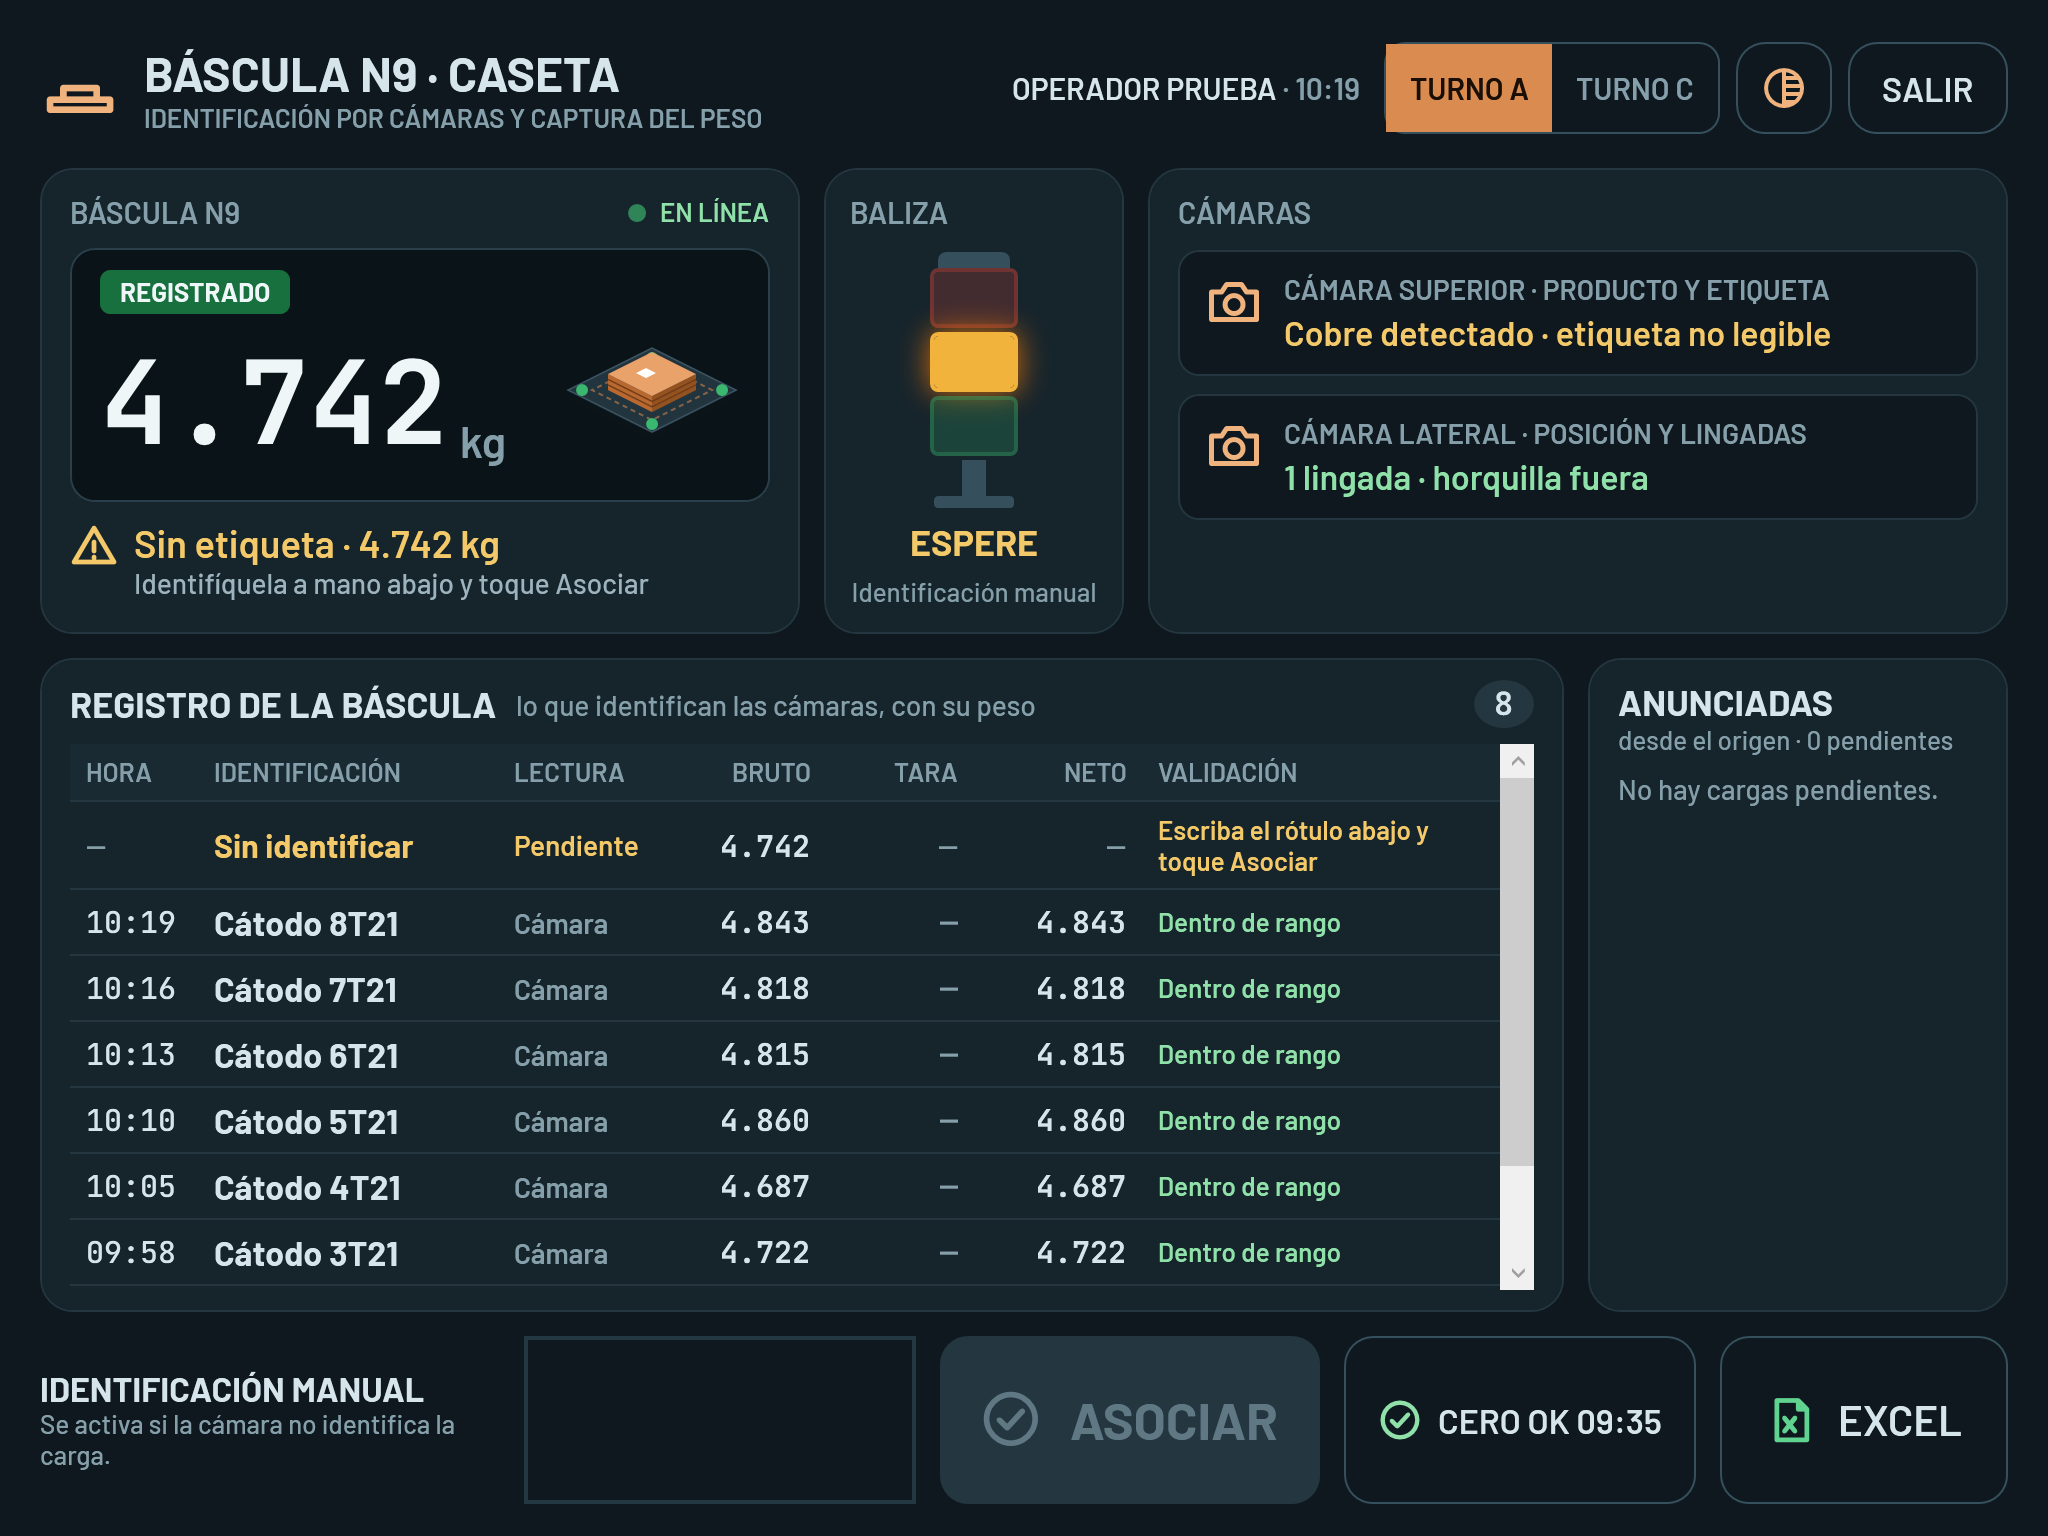 BÁSCULA N9 · CASETA
IDENTIFICACIÓN POR CÁMARAS Y CAPTURA DEL PESO
OPERADOR PRUEBA · 10:19
TURNO A
TURNO C
SALIR
BÁSCULA N9
EN LÍNEA
REGISTRADO
4.742 kg
Sin etiqueta · 4.742 kg
Identifíquela a mano abajo y toque Asociar
BALIZA
ESPERE
Identificación manual
CÁMARAS
CÁMARA SUPERIOR · PRODUCTO Y ETIQUETA
Cobre detectado · etiqueta no legible
CÁMARA LATERAL · POSICIÓN Y LINGADAS
1 lingada · horquilla fuera
REGISTRO DE LA BÁSCULA lo que identifican las cámaras, con su peso 8
HORA IDENTIFICACIÓN LECTURA BRUTO TARA NETO VALIDACIÓN
— Sin identificar Pendiente 4.742 — — Escriba el rótulo abajo y
toque Asociar
10:19 Cátodo 8T21 Cámara 4.843 — 4.843 Dentro de rango
10:16 Cátodo 7T21 Cámara 4.818 — 4.818 Dentro de rango
10:13 Cátodo 6T21 Cámara 4.815 — 4.815 Dentro de rango
10:10 Cátodo 5T21 Cámara 4.860 — 4.860 Dentro de rango
10:05 Cátodo 4T21 Cámara 4.687 — 4.687 Dentro de rango
09:58 Cátodo 3T21 Cámara 4.722 — 4.722 Dentro de rango
ANUNCIADAS
desde el origen · 0 pendientes
No hay cargas pendientes.
IDENTIFICACIÓN MANUAL
Se activa si la cámara no identifica la
carga.
ASOCIAR
CERO OK 09:35
EXCEL